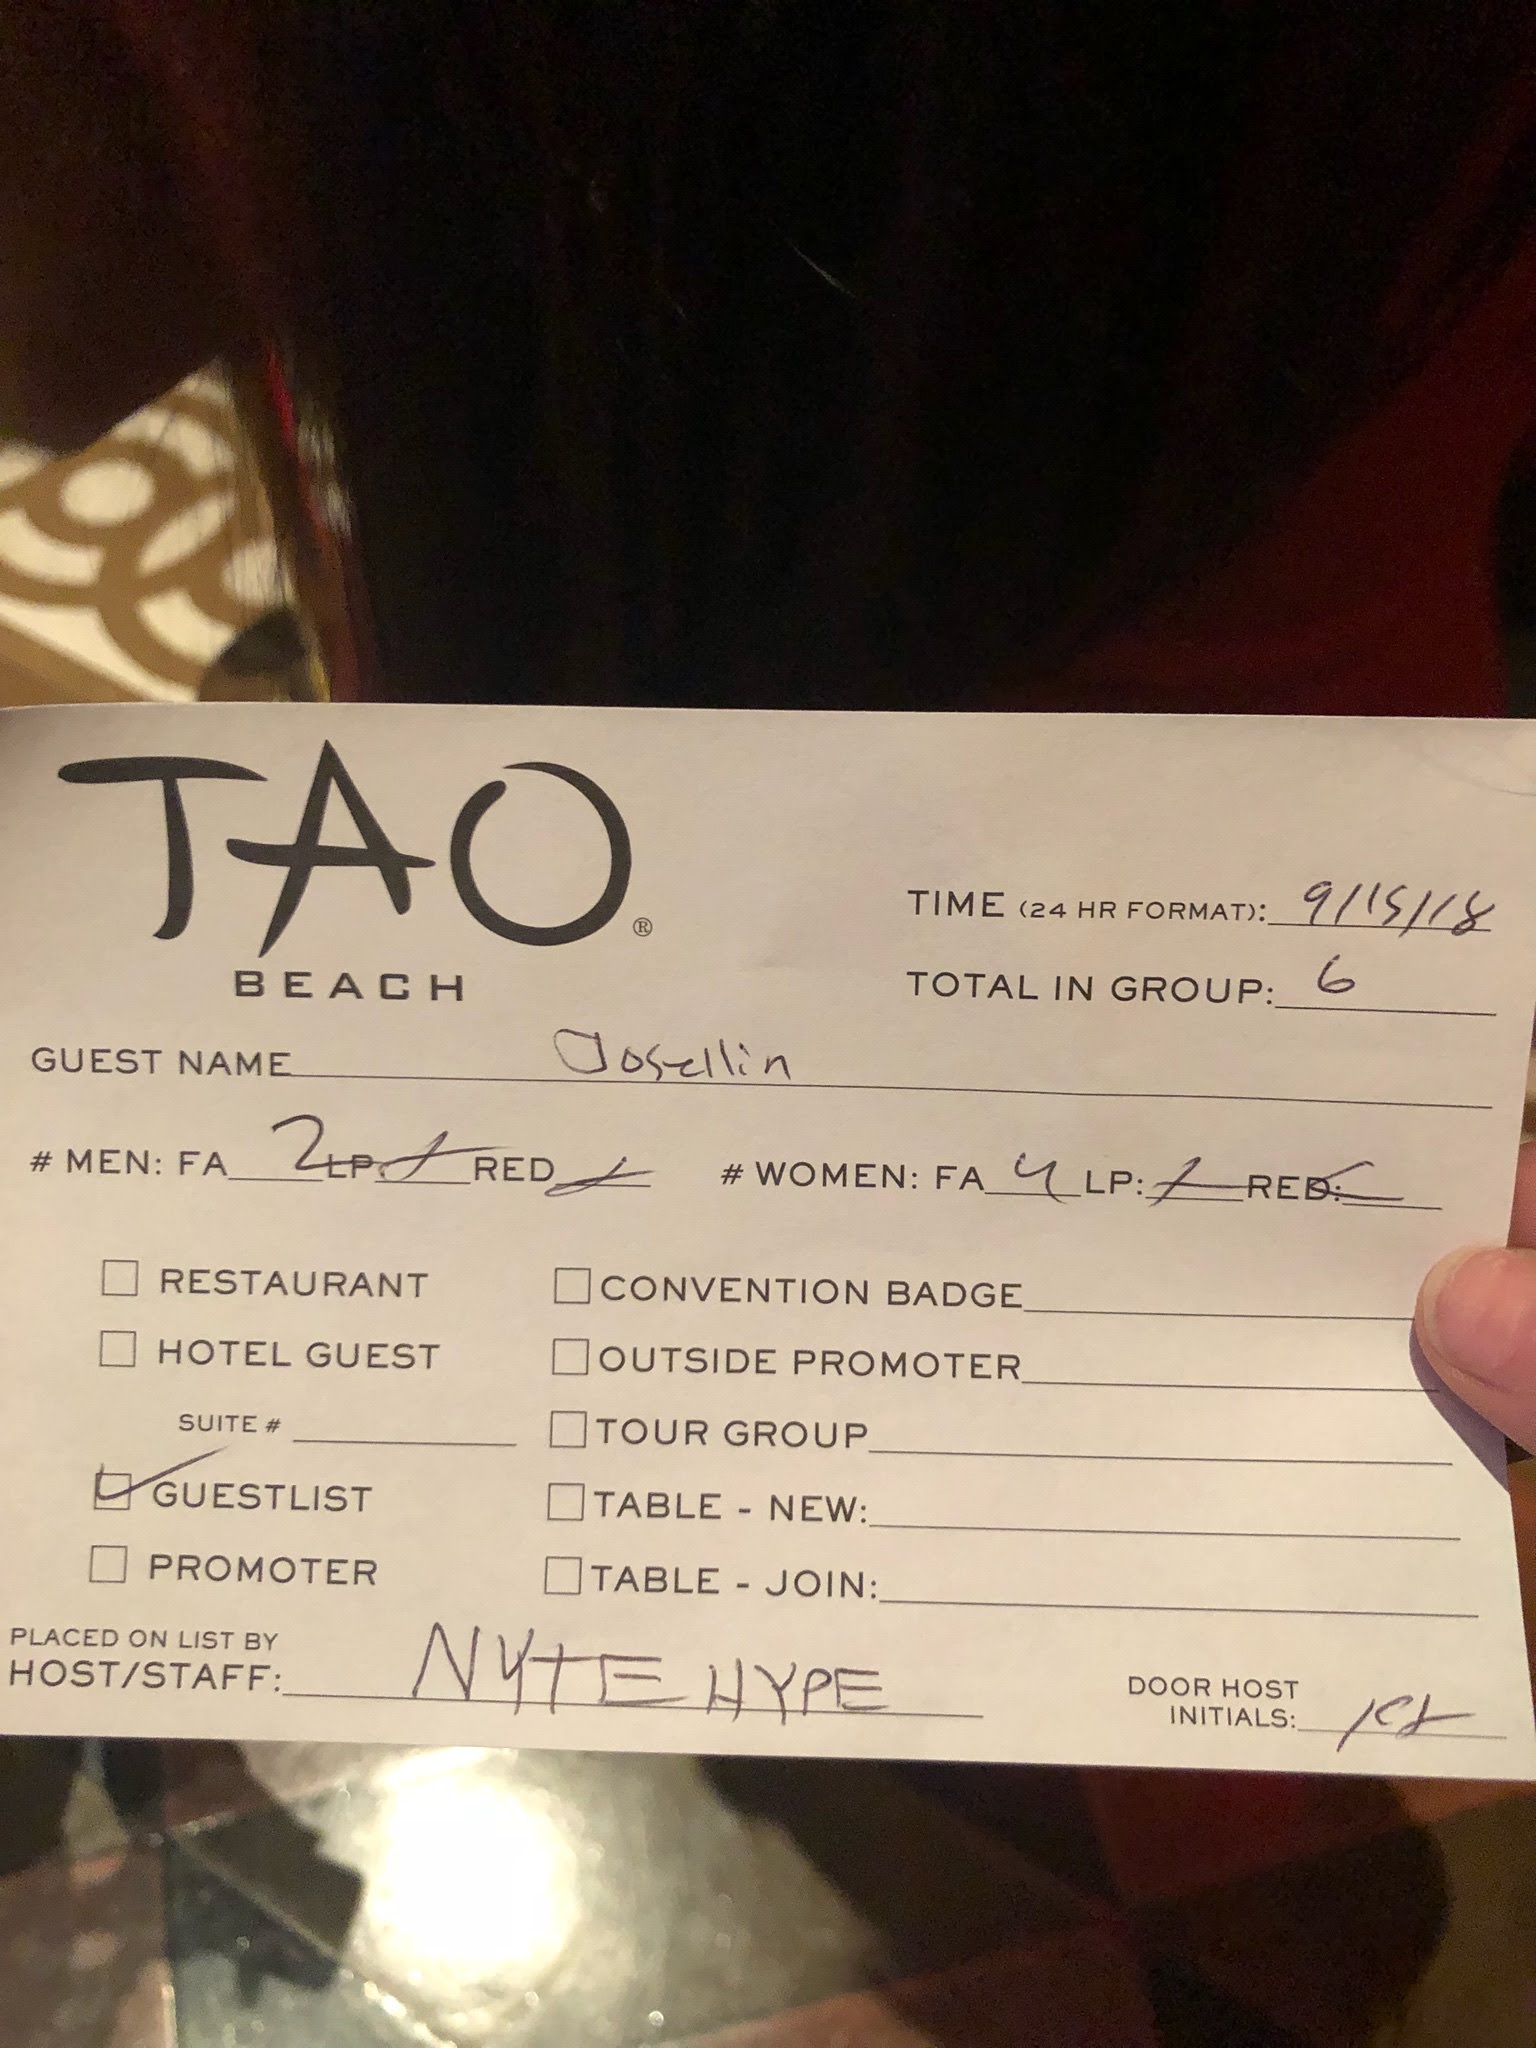 TAO®
BEACH
TIME (24 HR FORMAT): 9/15/18
TOTAL IN GROUP: 6
GUEST NAME Josellin
# MEN: FA 2 LP: RED # WOMEN: FA 4 LP: RED:
RESTAURANT CONVENTION BADGE
HOTEL GUEST OUTSIDE PROMOTER
SUITE # TOUR GROUP
GUESTLIST TABLE - NEW:
PROMOTER TABLE - JOIN:
PLACED ON LIST BY
HOST/STAFF: NYTE HYPE
DOOR HOST
INITIALS: